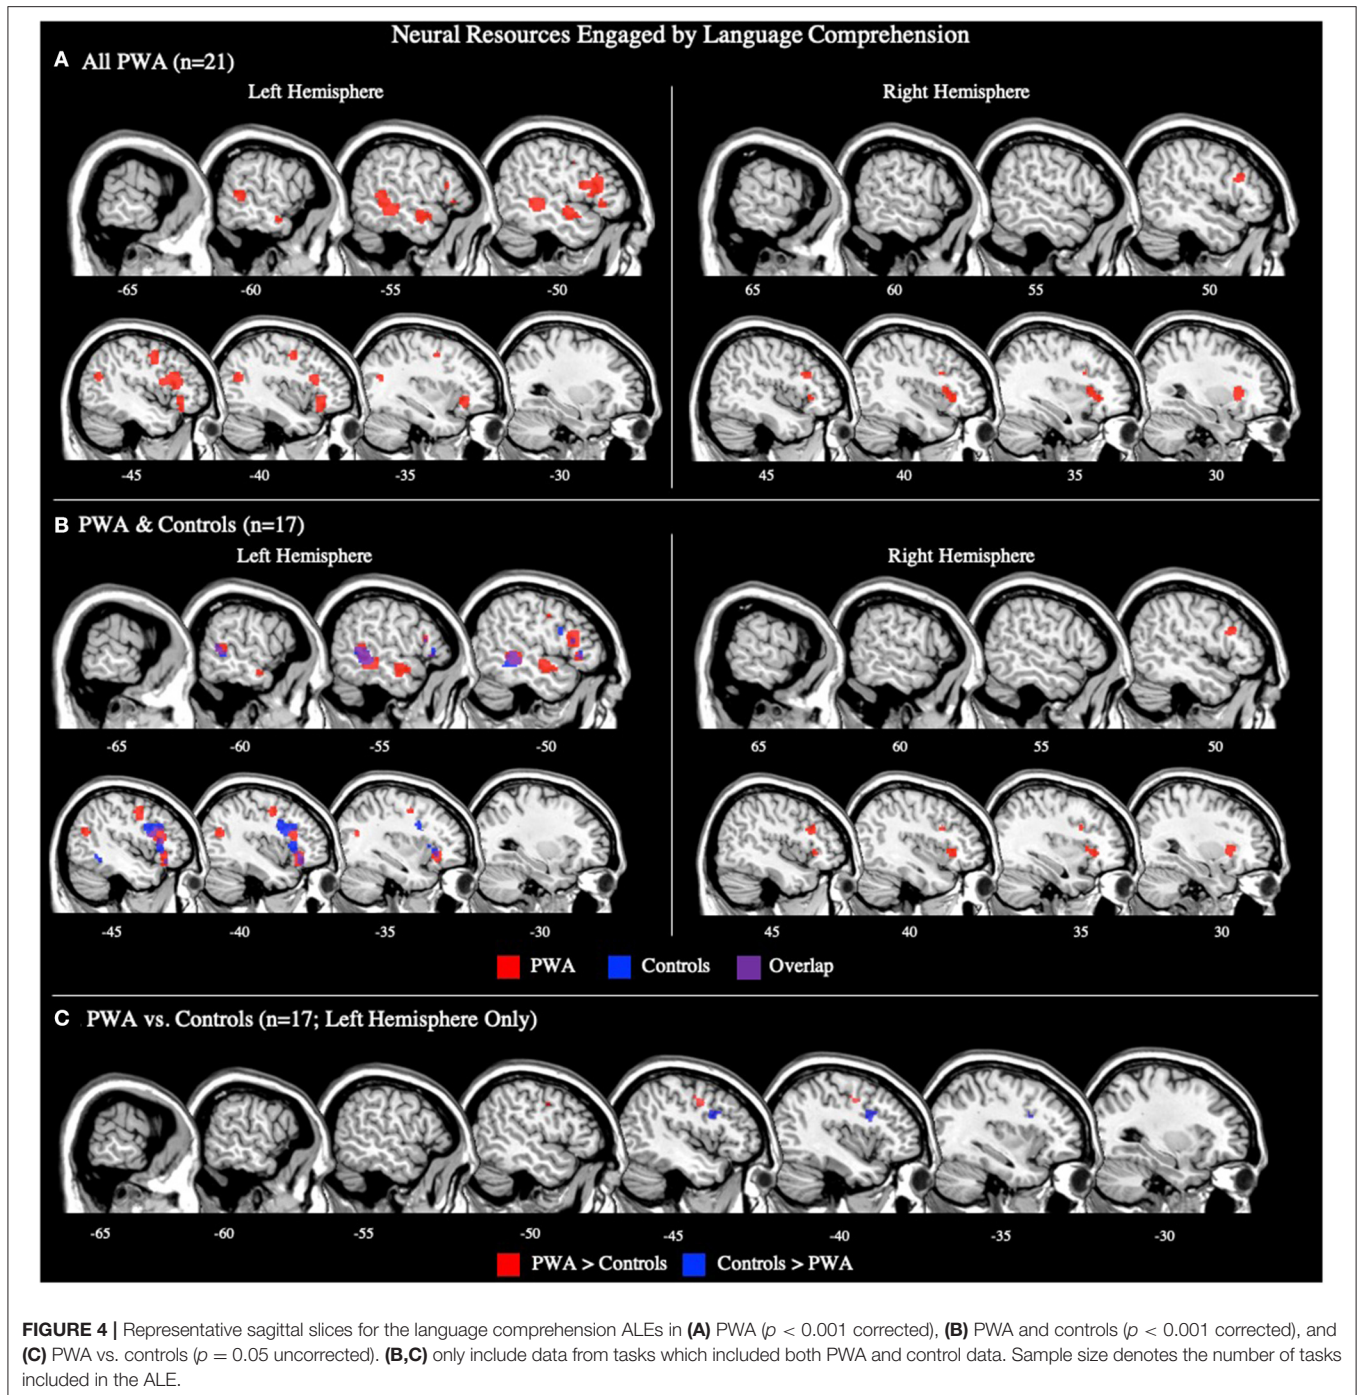 Neural Resources Engaged by Language Comprehension
A All PWA (n=21)
Left Hemisphere
Right Hemisphere
-65 -60 -55 -50
65 60 55 50
-45 -40 -35 -30
45 40 35 30
B PWA & Controls (n=17)
Left Hemisphere
Right Hemisphere
-65 -60 -55 -50
65 60 55 50
-45 -40 -35 -30
45 40 35 30
PWA Controls Overlap
C PWA vs. Controls (n=17; Left Hemisphere Only)
-65 -60 -55 -50 -45 -40 -35 -30
PWA > Controls Controls > PWA
FIGURE 4 | Representative sagittal slices for the language comprehension ALEs in (A) PWA (p < 0.001 corrected), (B) PWA and controls (p < 0.001 corrected), and
(C) PWA vs. controls (p = 0.05 uncorrected). (B,C) only include data from tasks which included both PWA and control data. Sample size denotes the number of tasks
included in the ALE.